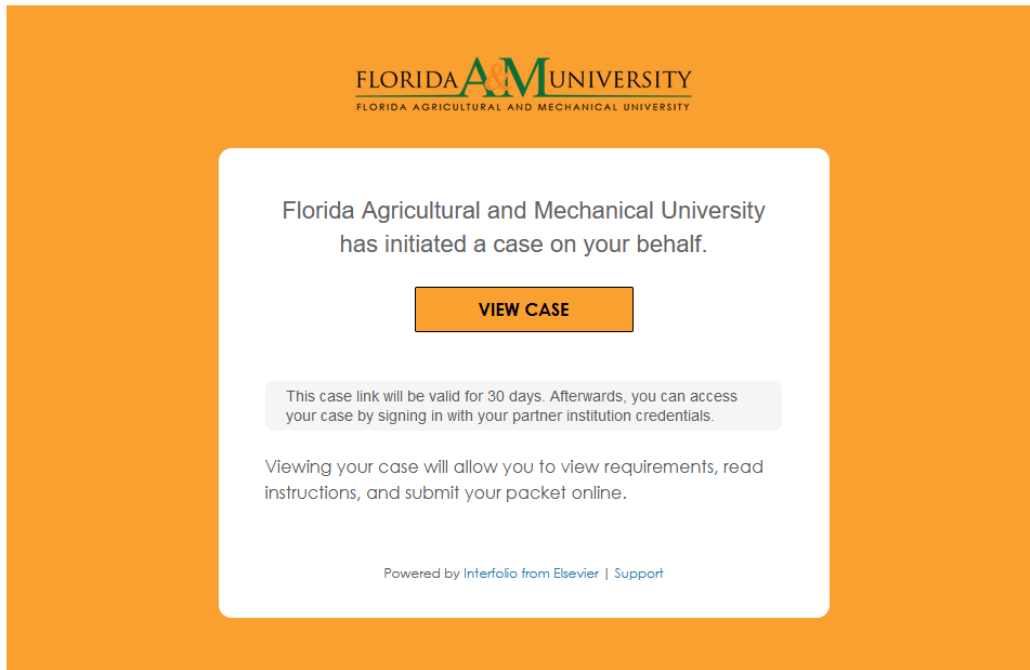 FLORIDA A&M UNIVERSITY
FLORIDA AGRICULTURAL AND MECHANICAL UNIVERSITY
Florida Agricultural and Mechanical University
has initiated a case on your behalf.
VIEW CASE
This case link will be valid for 30 days. Afterwards, you can access
your case by signing in with your partner institution credentials.
Viewing your case will allow you to view requirements, read
instructions, and submit your packet online.
Powered by Interfolio from Elsevier | Support